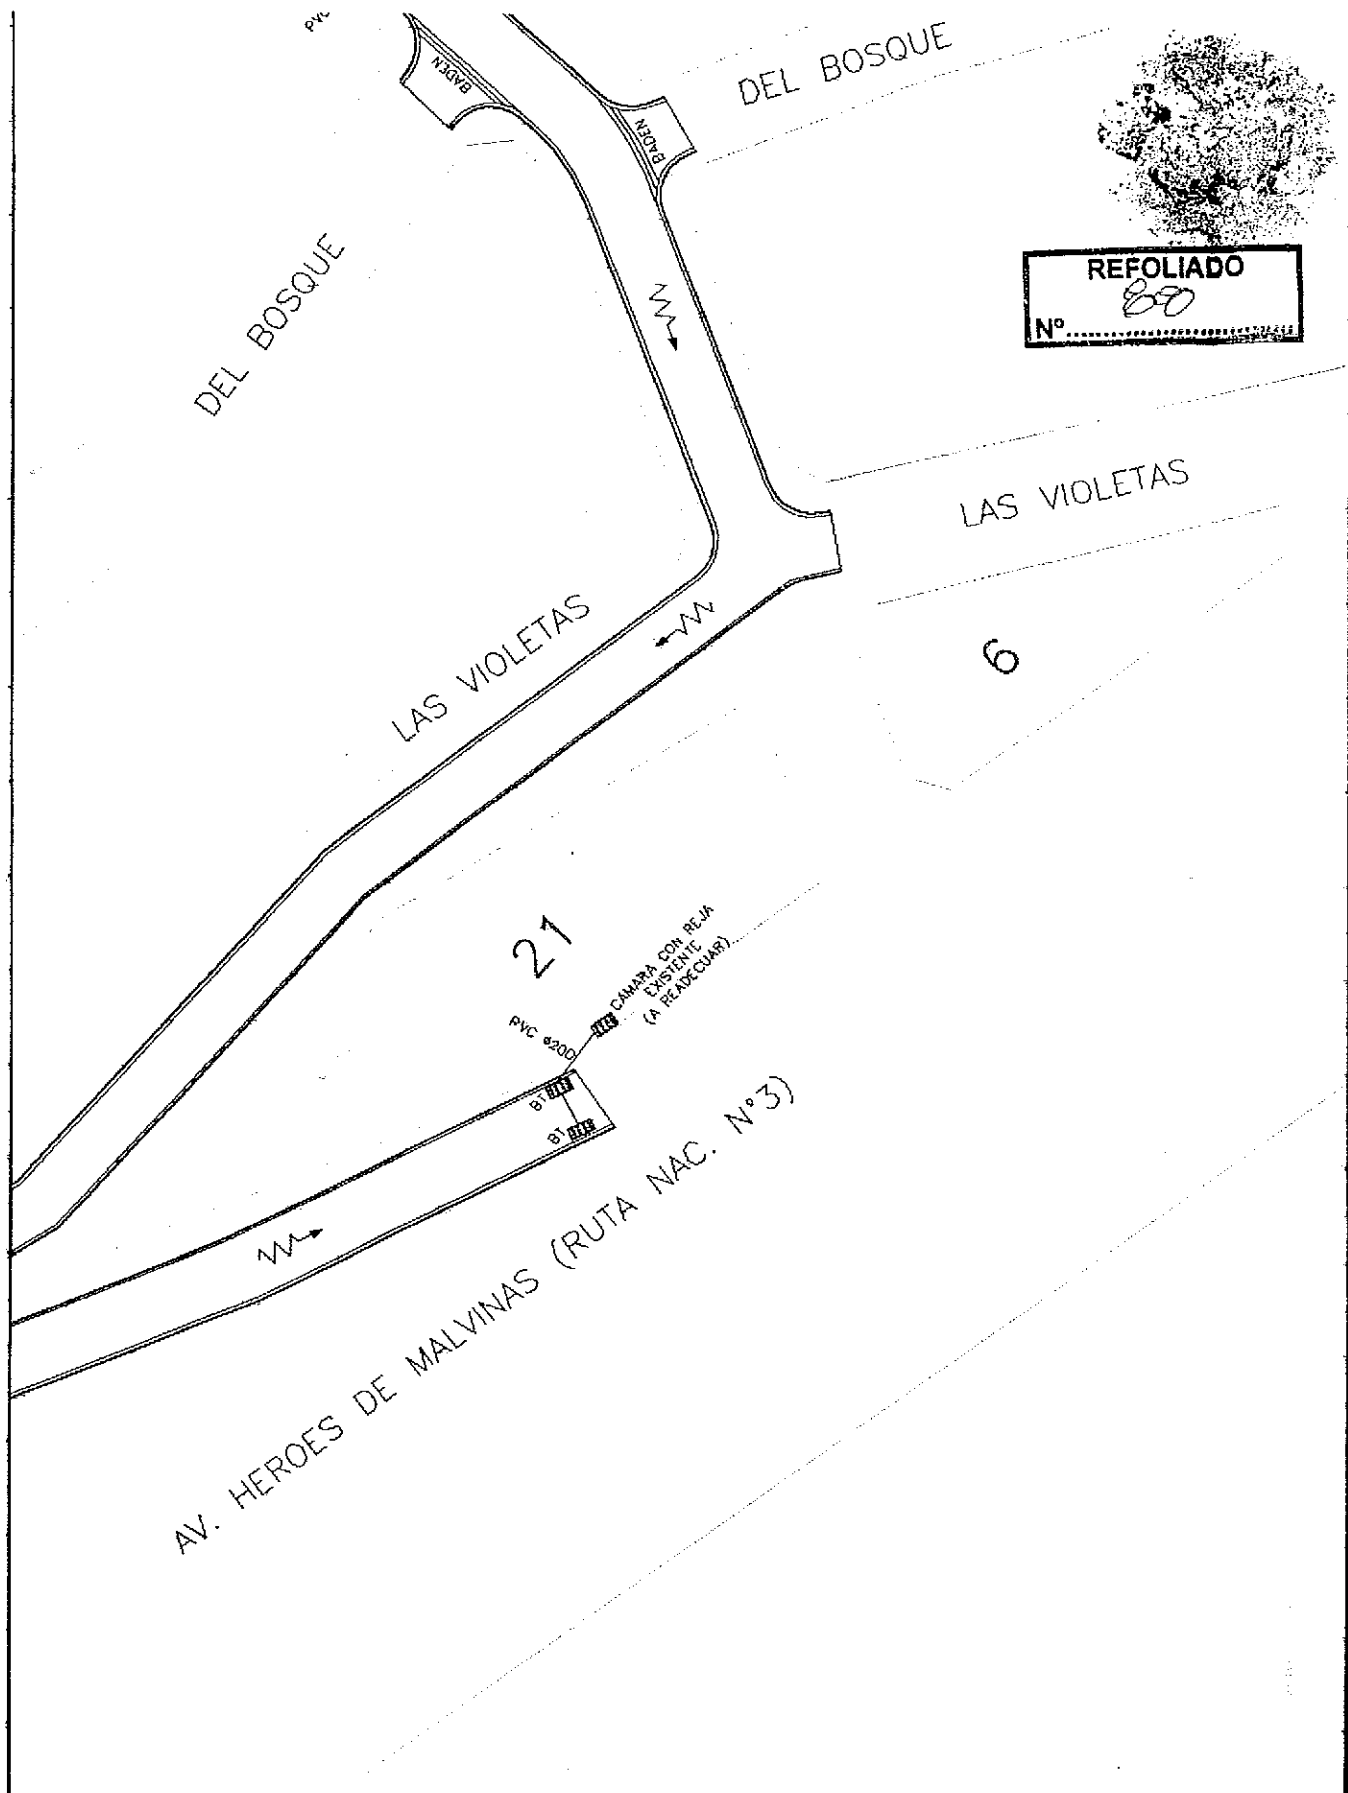 PVC
DEL BOSQUE
BADEN
BADEN
REFOLIADO
Nº
DEL BOSQUE
LAS VIOLETAS
LAS VIOLETAS
6
21
CAMARA CON REJA
EXISTENTE
(A READECUAR)
PVC ø200
BT
BT
AV. HEROES DE MALVINAS (RUTA NAC. N°3)